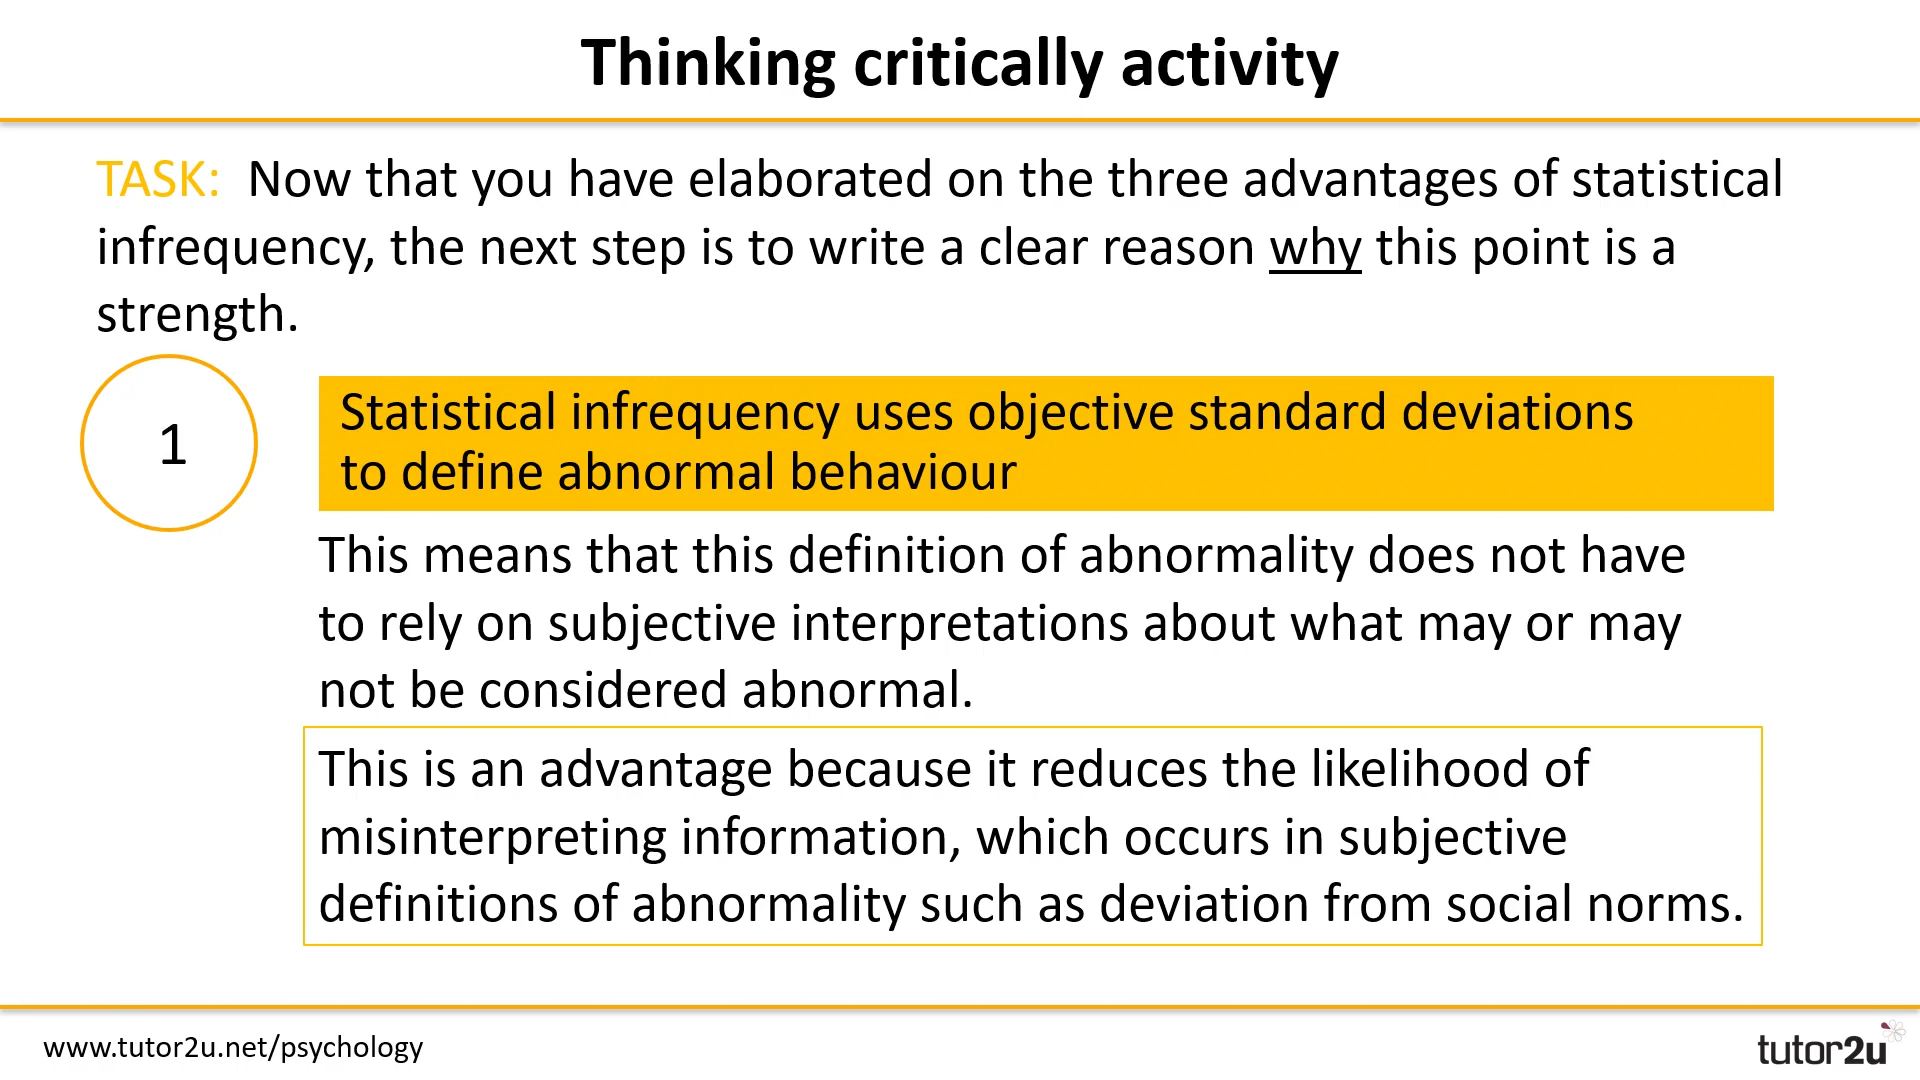 Thinking critically activity
TASK: Now that you have elaborated on the three advantages of statistical
infrequency, the next step is to write a clear reason why this point is a
strength.
1
Statistical infrequency uses objective standard deviations
to define abnormal behaviour
This means that this definition of abnormality does not have
to rely on subjective interpretations about what may or may
not be considered abnormal.
This is an advantage because it reduces the likelihood of
misinterpreting information, which occurs in subjective
definitions of abnormality such as deviation from social norms.
www.tutor2u.net/psychology
tutor2u